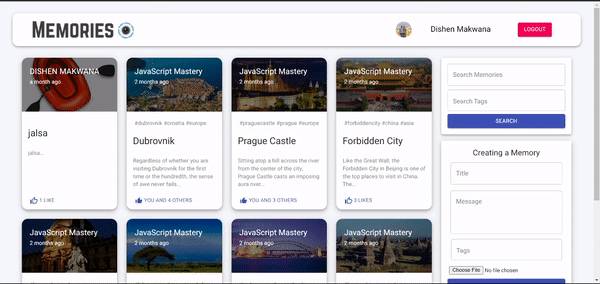 MEMORIES
Dishen Makwana
LOGOUT
DISHEN MAKWANA
a month ago
jalsa
jalsa...
1 LIKE
JavaScript Mastery
2 months ago
#dubrovnik #croatia #europe
Dubrovnik
Regardless of whether you are
visiting Dubrovnik for the first
time or the hundredth, the sense
of awe never fails...
YOU AND 4 OTHERS
JavaScript Mastery
2 months ago
#praguecastle #prague #europe
Prague Castle
Sitting atop a hill across the river
from the center of the city,
Prague Castle casts an imposing
aura over...
YOU AND 3 OTHERS
JavaScript Mastery
2 months ago
#forbiddencity #china #asia
Forbidden City
Like the Great Wall, the
Forbidden City in Beijing is one of
the top places to visit in China.
The...
3 LIKES
JavaScript Mastery
2 months ago
JavaScript Mastery
2 months ago
JavaScript Mastery
2 months ago
JavaScript Mastery
2 months ago
Search Memories
Search Tags
SEARCH
Creating a Memory
Title
Message
Tags
Choose File No file chosen